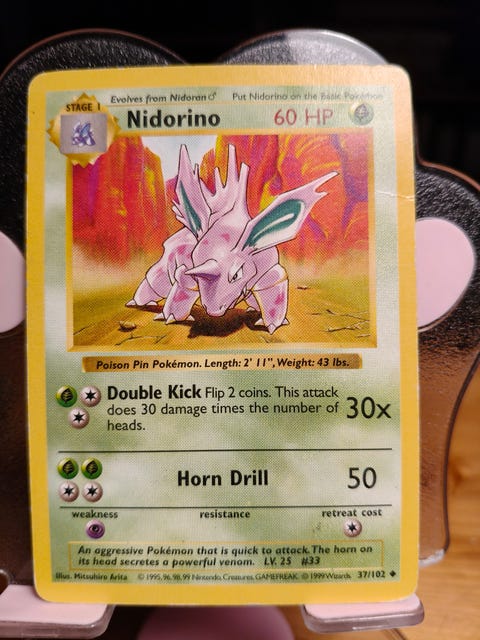 STAGE 1 Evolves from Nidoran♂ Put Nidorino on the Basic Pokémon
Nidorino 60 HP
Poison Pin Pokémon. Length: 2' 11", Weight: 43 lbs.
Double Kick Flip 2 coins. This attack
does 30 damage times the number of
heads.
30x
Horn Drill 50
weakness resistance retreat cost
An aggressive Pokémon that is quick to attack. The horn on
its head secretes a powerful venom. LV. 25 #33
Illus. Mitsuhiro Arita ©1995, 96, 98, 99 Nintendo, Creatures, GAMEFREAK. ©1999 Wizards. 37/102